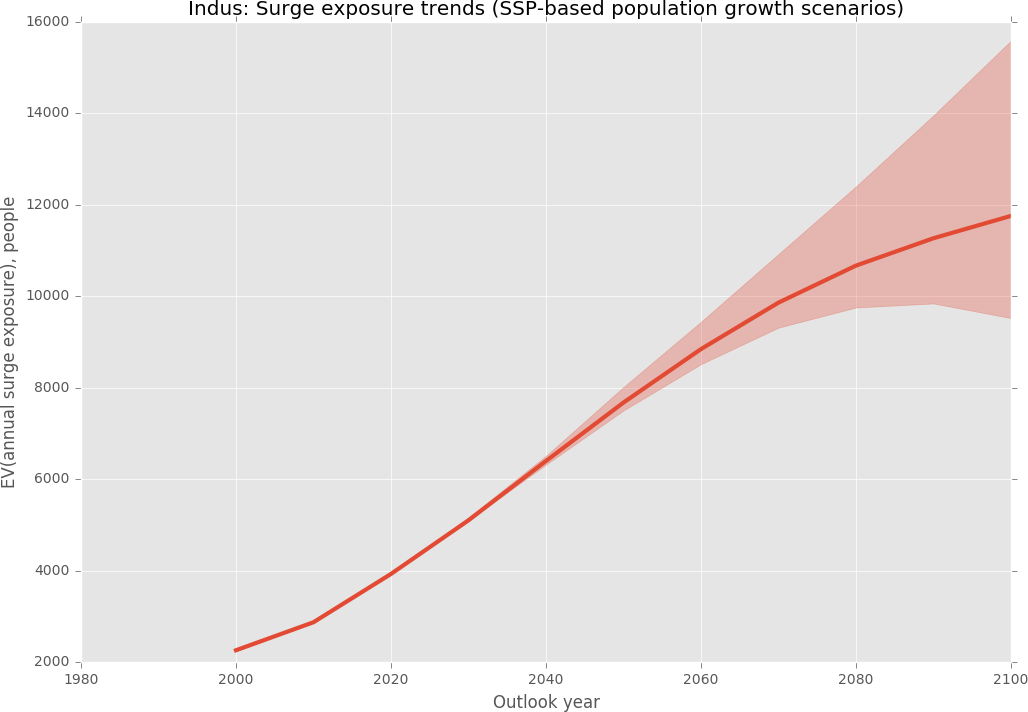 Indus: Surge exposure trends (SSP-based population growth scenarios)
16000
14000
12000
10000
8000
6000
4000
2000
EV(annual surge exposure), people
1980 2000 2020 2040 2060 2080 2100
Outlook year